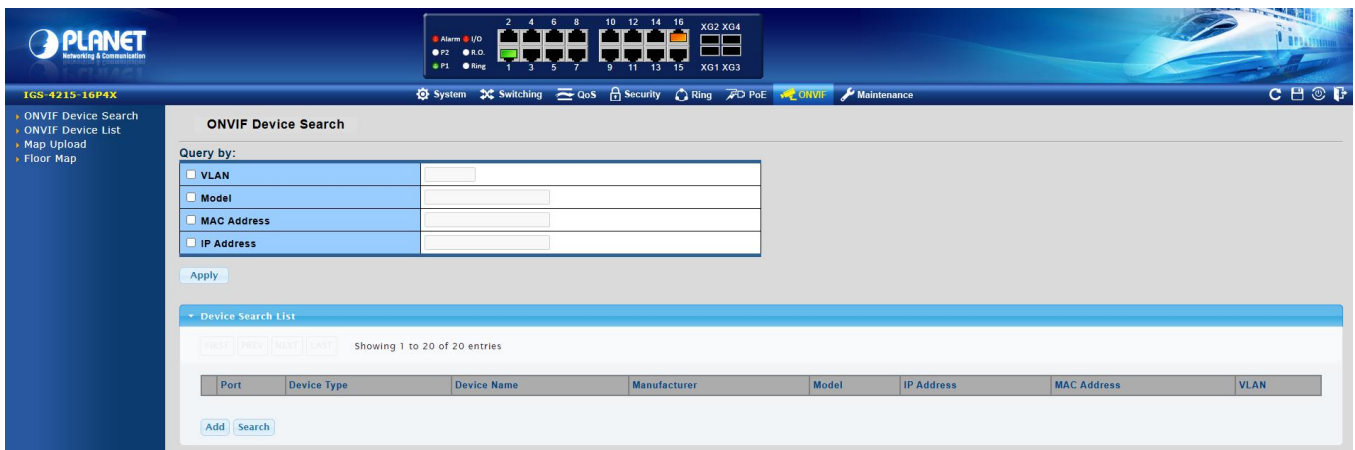 PLANET
Networking & Communication
2 4 6 8 10 12 14 16 XG2 XG4
Alarm I/O
P2 R.O.
P1 Ring
1 3 5 7 9 11 13 15 XG1 XG3
IGS-4215-16P4X
System Switching QoS Security Ring PoE ONVIF Maintenance
ONVIF Device Search
ONVIF Device List
Map Upload
Floor Map
ONVIF Device Search
Query by:
VLAN
Model
MAC Address
IP Address
Apply
Device Search List
FIRST PREV NEXT LAST Showing 1 to 20 of 20 entries
Port Device Type Device Name Manufacturer Model IP Address MAC Address VLAN
Add Search